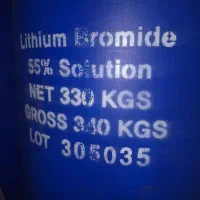 Lithium Bromide
55% Solution
NET 330 KGS
GROSS 340 KGS
LOT 305035